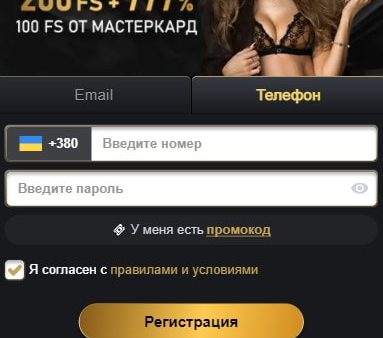 200 FS + 777%
100 FS ОТ МАСТЕРКАРД
Email
Телефон
+380 Введите номер
Введите пароль
У меня есть промокод
Я согласен с правилами и условиями
Регистрация